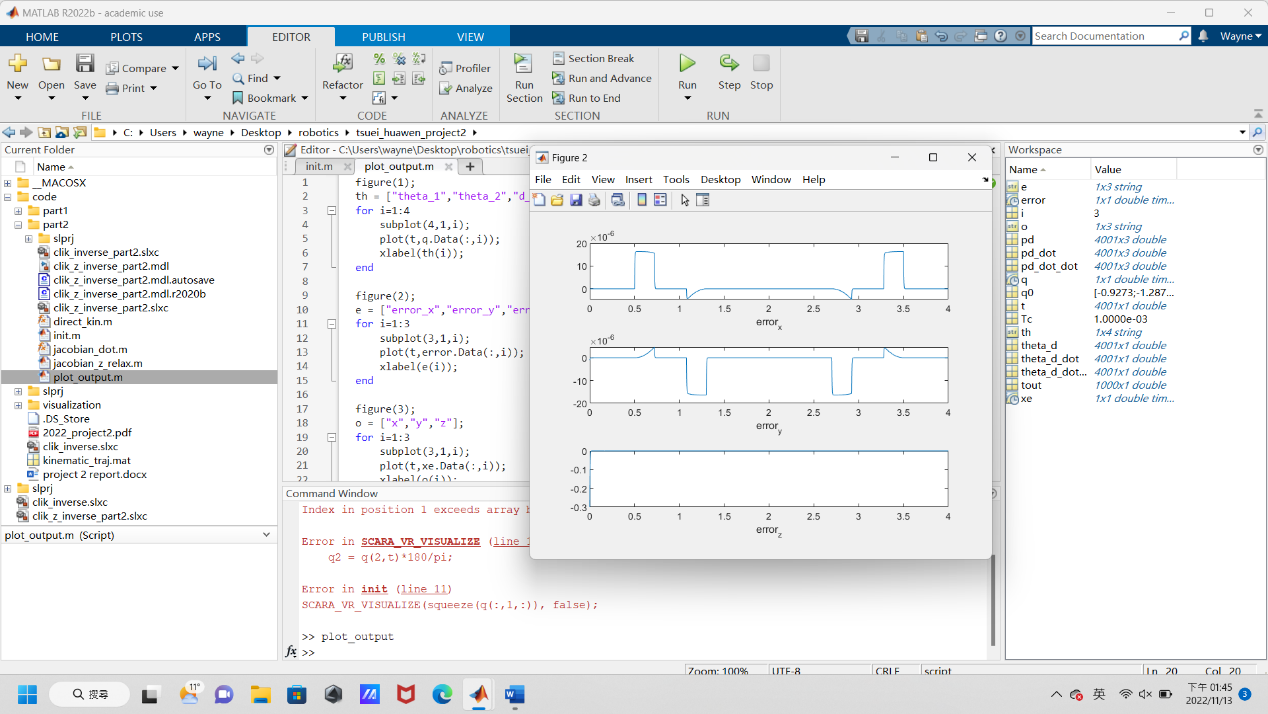 MATLAB R2022b - academic use
HOME PLOTS APPS EDITOR PUBLISH VIEW
Search Documentation Wayne
New Open Save Compare Print
FILE
Go To Find Bookmark
NAVIGATE
Refactor
CODE
Profiler Analyze
ANALYZE
Run Section Section Break Run and Advance Run to End
SECTION
Run Step Stop
RUN
C: Users wayne Desktop robotics tsuei_huawen_project2
Current Folder
Name
__MACOSX
code
part1
part2
slprj
clik_inverse_part2.slxc
clik_z_inverse_part2.mdl
clik_z_inverse_part2.mdl.autosave
clik_z_inverse_part2.mdl.r2020b
clik_z_inverse_part2.slxc
direct_kin.m
init.m
jacobian_dot.m
jacobian_z_relax.m
plot_output.m
slprj
visualization
.DS_Store
2022_project2.pdf
clik_inverse.slxc
kinematic_traj.mat
project 2 report.docx
slprj
clik_inverse.slxc
clik_z_inverse_part2.slxc
plot_output.m (Script)
Editor - C:\Users\wayne\Desktop\robotics\tsuei_
init.m plot_output.m
1 figure(1);
2 th = ["theta_1","theta_2","d_
3 for i=1:4
4 subplot(4,1,i);
5 plot(t,q.Data(:,i));
6 xlabel(th(i));
7 end
8
9 figure(2);
10 e = ["error_x","error_y","err
11 for i=1:3
12 subplot(3,1,i);
13 plot(t,error.Data(:,i));
14 xlabel(e(i));
15 end
16
17 figure(3);
18 o = ["x","y","z"];
19 for i=1:3
20 subplot(3,1,i);
21 plot(t,xe.Data(:,i));
22 xlabel(o(i));
Command Window
Index in position 1 exceeds array
Error in SCARA_VR_VISUALIZE (line
q2 = q(2,t)*180/pi;
Error in init (line 11)
SCARA_VR_VISUALIZE(squeeze(q(:,1,:)), false);
>> plot_output
fx >>
Figure 2
File Edit View Insert Tools Desktop Window Help
×10-6
20
10
0
0 0.5 1 1.5 2 2.5 3 3.5 4
errorx
×10-6
0
-10
-20
0 0.5 1 1.5 2 2.5 3 3.5 4
errory
0
-0.1
-0.2
-0.3
0 0.5 1 1.5 2 2.5 3 3.5 4
errorz
Workspace
Name Value
e 1x3 string
error 1x1 double tim...
i 3
o 1x3 string
pd 4001x3 double
pd_dot 4001x3 double
pd_dot_dot 4001x3 double
q 1x1 double tim...
q0 [-0.9273;-1.287...
t 4001x1 double
Tc 1.0000e-03
th 1x4 string
theta_d 4001x1 double
theta_d_dot 4001x1 double
theta_d_dot... 4001x1 double
tout 1000x1 double
xe 1x1 double tim...
Zoom: 100% UTF-8 CRLF script Ln 20 Col 20
搜尋
11°
英
下午 01:45
2022/11/13
3